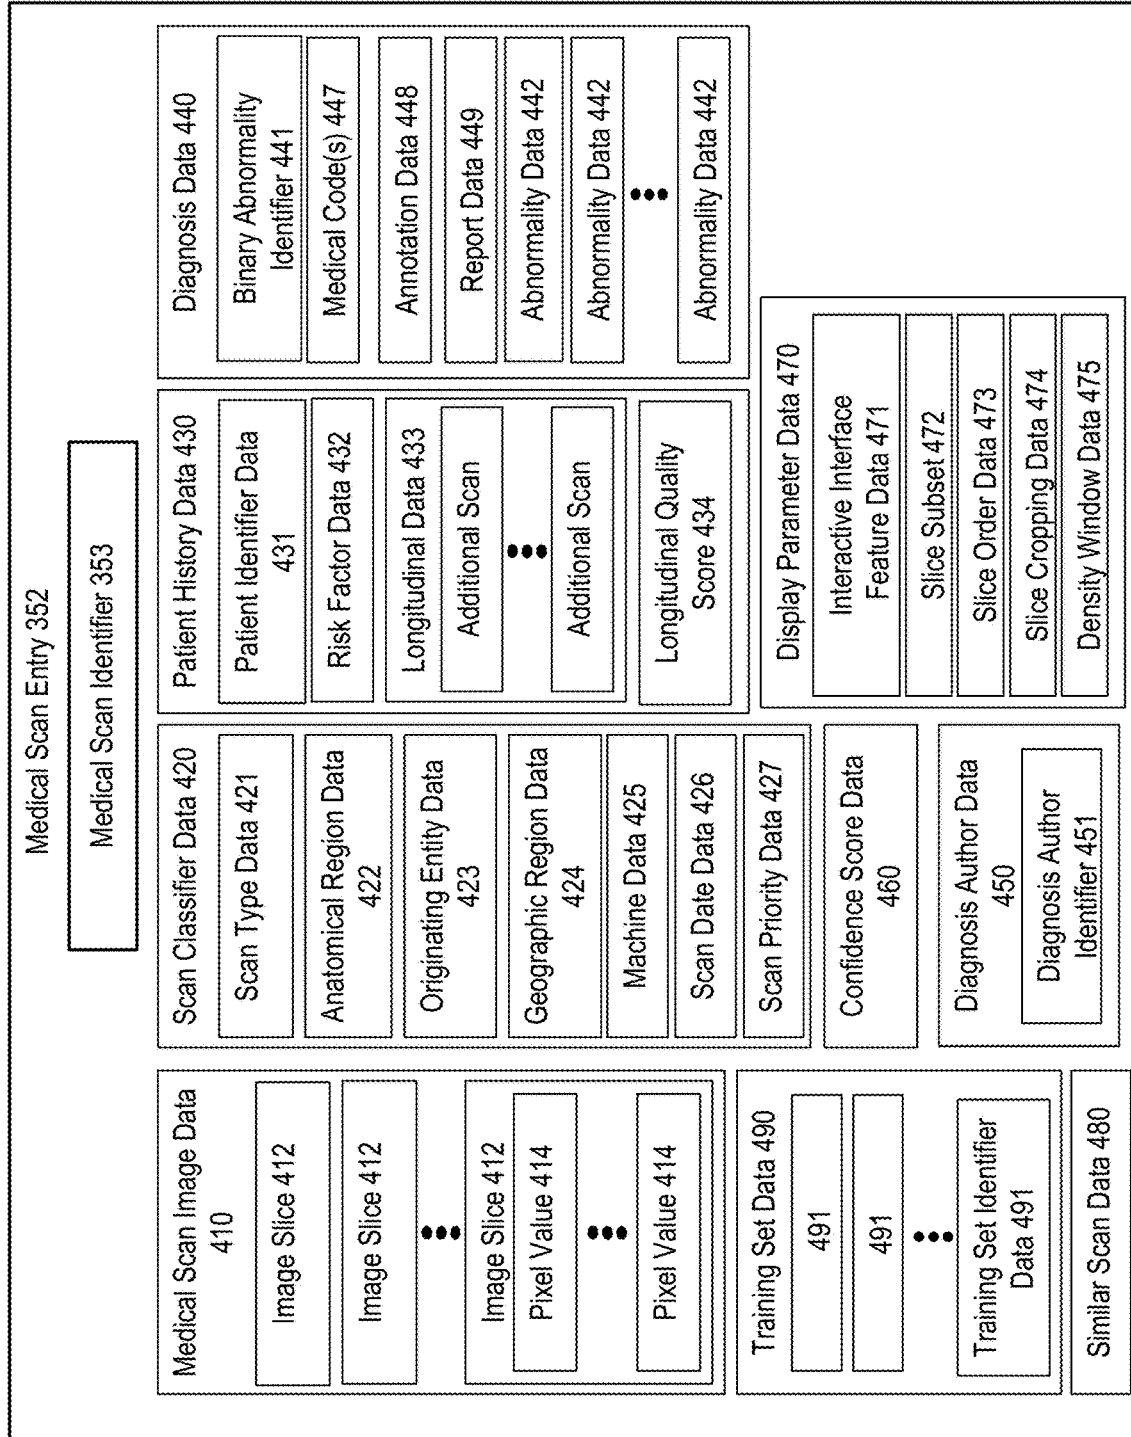 Medical Scan Entry 352
Medical Scan Identifier 353
Medical Scan Image Data
410
Image Slice 412
Image Slice 412
Image Slice 412
Pixel Value 414
Pixel Value 414
Training Set Data 490
491
491
Training Set Identifier
Data 491
Similar Scan Data 480
Scan Classifier Data 420
Scan Type Data 421
Anatomical Region Data
422
Originating Entity Data
423
Geographic Region Data
424
Machine Data 425
Scan Date Data 426
Scan Priority Data 427
Confidence Score Data
460
Diagnosis Author Data
450
Diagnosis Author
Identifier 451
Patient History Data 430
Patient Identifier Data
431
Risk Factor Data 432
Longitudinal Data 433
Additional Scan
Additional Scan
Longitudinal Quality
Score 434
Diagnosis Data 440
Binary Abnormality
Identifier 441
Medical Code(s) 447
Annotation Data 448
Report Data 449
Abnormality Data 442
Abnormality Data 442
Abnormality Data 442
Display Parameter Data 470
Interactive Interface
Feature Data 471
Slice Subset 472
Slice Order Data 473
Slice Cropping Data 474
Density Window Data 475